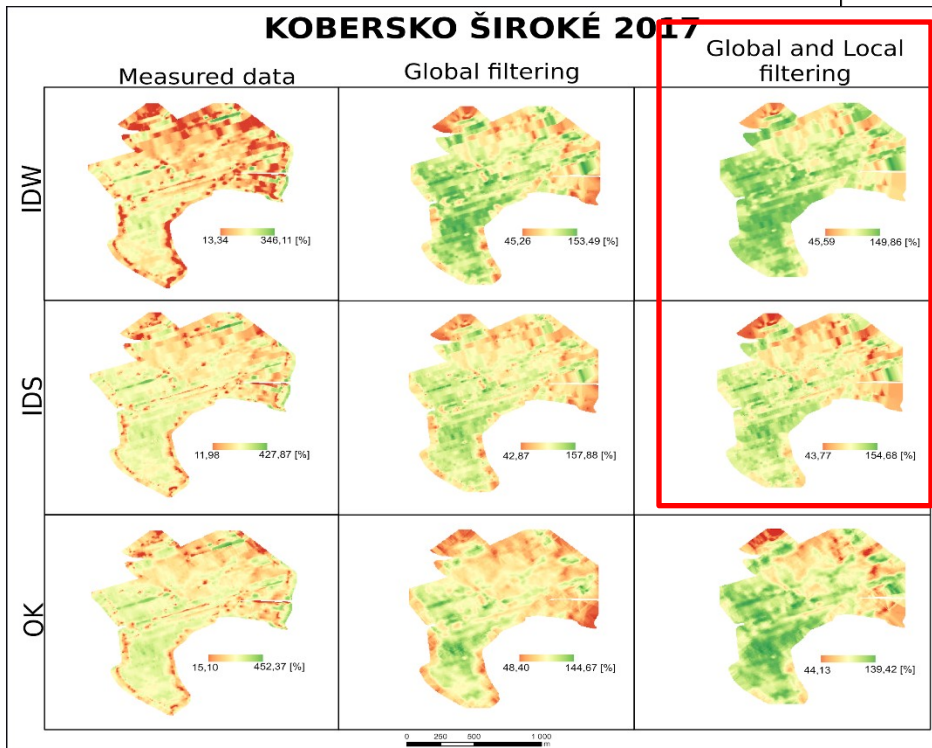 KOBERSKO ŠIROKÉ 2017
Measured data
Global filtering
Global and Local
filtering
IDW
13,34 346,11 [%]
45,26 153,49 [%]
45,59 149,86 [%]
IDS
11,98 427,87 [%]
42,87 157,88 [%]
43,77 154,68 [%]
OK
15,10 452,37 [%]
48,40 144,67 [%]
44,13 139,42 [%]
0 250 500 1 000
m